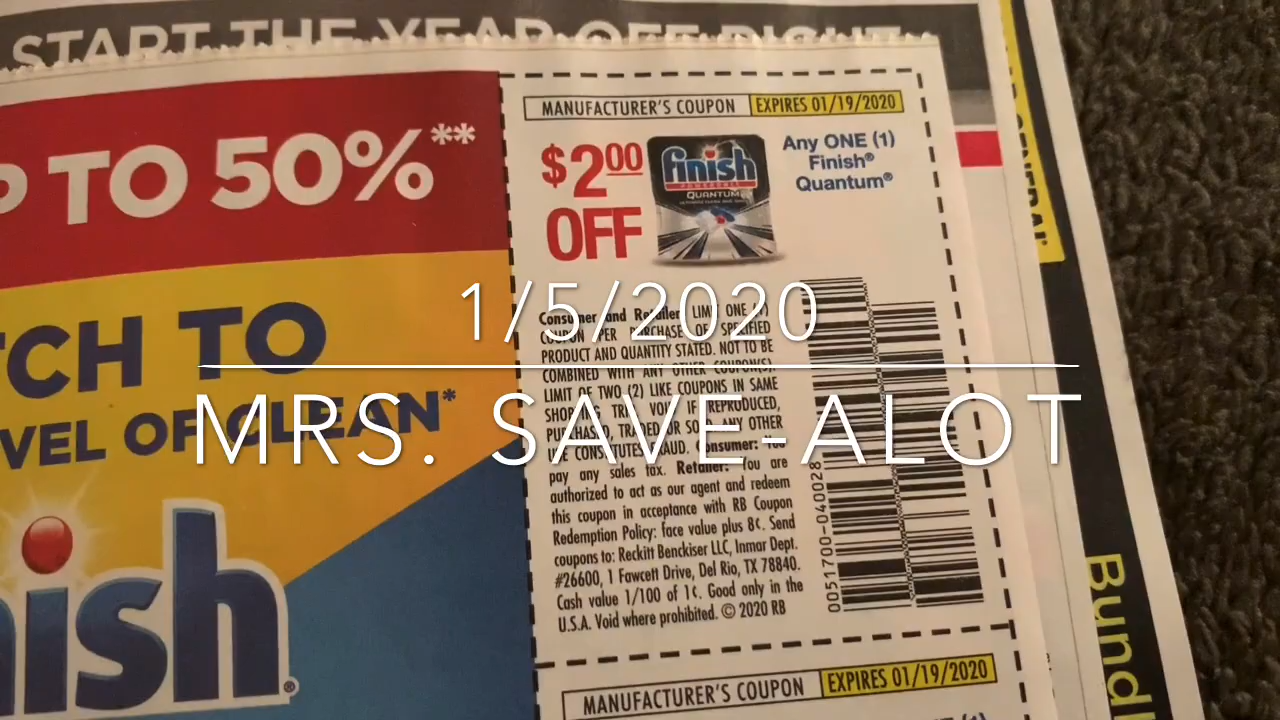 START THE YEAR OFF RIGHT
P TO 50%**
TCH TO
VEL OF CLEAN*
nish®
MANUFACTURER'S COUPON
EXPIRES 01/19/2020
$2.00
OFF
finish
POWERBALL
QUANTUM
Any ONE (1)
Finish®
Quantum®
1/5/2020
MRS. SAVE-ALOT
Consumer and Retailer: LIMIT ONE (1)
COUPON PER PURCHASE OF SPECIFIED
PRODUCT AND QUANTITY STATED. NOT TO BE
COMBINED WITH ANY OTHER COUPON(S).
LIMIT OF TWO (2) LIKE COUPONS IN SAME
SHOPPING TRIP. VOID IF REPRODUCED,
PURCHASED, TRADED OR SOLD. ANY OTHER
USE CONSTITUTES FRAUD. Consumer: You
pay any sales tax. Retailer: You are
authorized to act as our agent and redeem
this coupon in acceptance with RB Coupon
Redemption Policy: face value plus 8¢. Send
coupons to: Reckitt Benckiser LLC, Inmar Dept.
#26600, 1 Fawcett Drive, Del Rio, TX 78840.
Cash value 1/100 of 1¢. Good only in the
U.S.A. Void where prohibited. © 2020 RB
0051700-040028
MANUFACTURER'S COUPON
EXPIRES 01/19/2020
(1)
GENERAL
Bundl